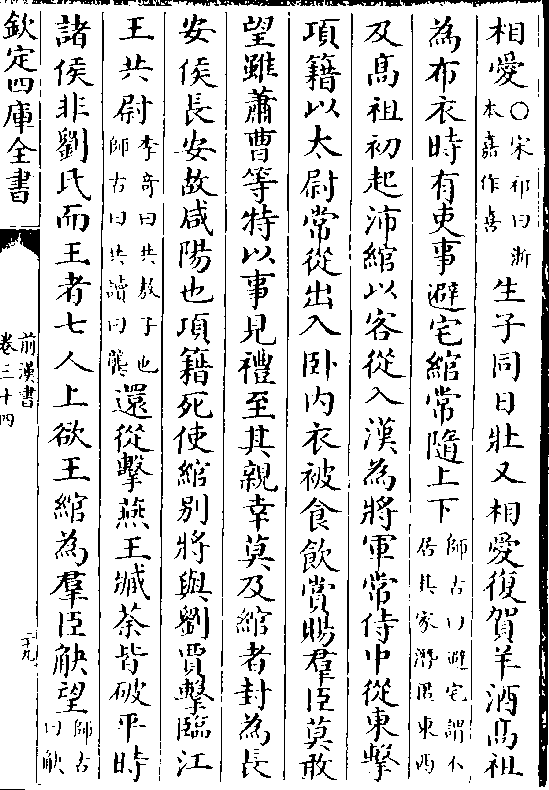 相愛〇宋祁曰浙本嘉作喜生子同日壯又相愛復賀羊酒髙祖
為布衣時有吏事避宅綰常隨上下師古曰避宅謂不居其家潛匿東西
及髙祖初起沛綰以客從入漢為將軍常侍中從東擊
項籍以太尉常從出入卧内衣被食飲賞賜羣臣莫敢
望雖蕭曹等特以事見禮至其親幸莫及綰者封為長
安侯長安故咸陽也項籍死使綰别將與劉賈擊臨江
王共尉李竒曰共敖子也師古曰共讀曰龔還從擊燕王臧荼皆破平時
諸侯非劉氏而王者七人上欲王綰為羣臣觖望師古曰觖
欽定四庫全書
前漢書
卷三十四